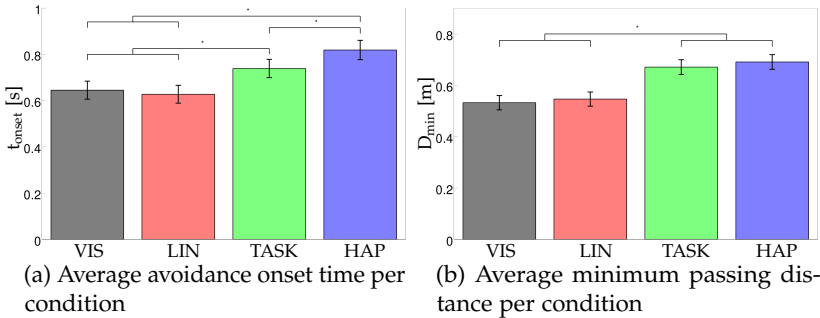 1
0.8
0.6
0.4
0.2
0
t_onset [s]
VIS LIN TASK HAP
(a) Average avoidance onset time per
condition
0.8
0.6
0.4
0.2
0
D_min [m]
VIS LIN TASK HAP
(b) Average minimum passing dis-
tance per condition